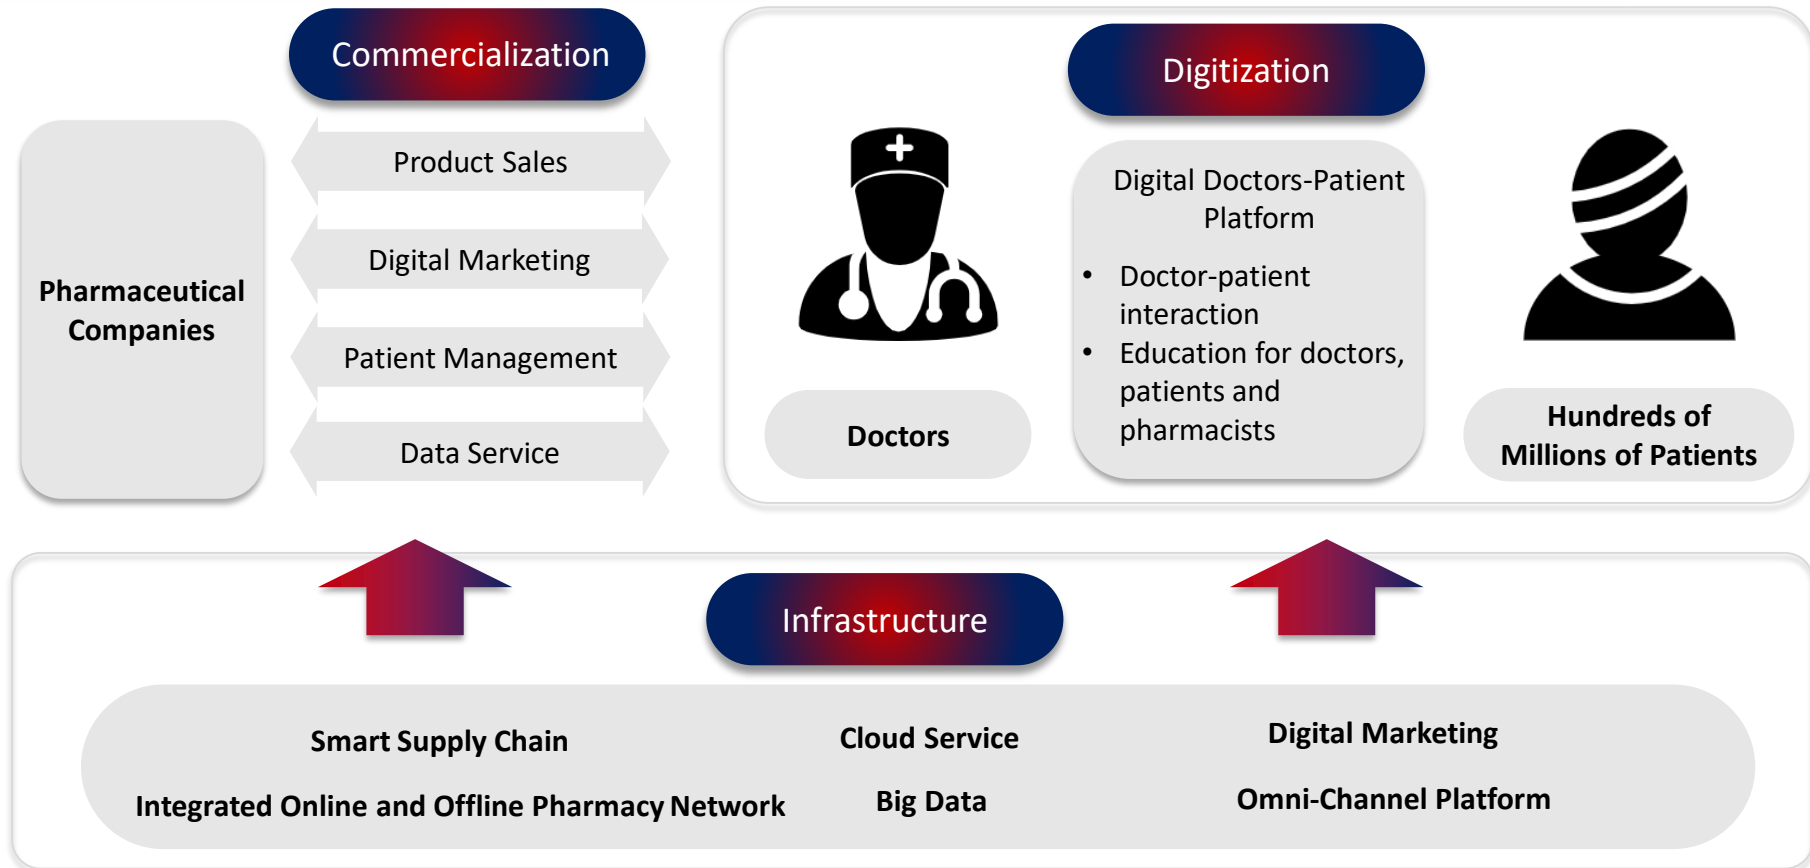 Commercialization
Digitization
Pharmaceutical
Companies
Product Sales
Digital Marketing
Patient Management
Data Service
Doctors
Digital Doctors-Patient
Platform
• Doctor-patient
interaction
• Education for doctors,
patients and
pharmacists
Hundreds of
Millions of Patients
Infrastructure
Smart Supply Chain
Cloud Service
Digital Marketing
Integrated Online and Offline Pharmacy Network
Big Data
Omni-Channel Platform